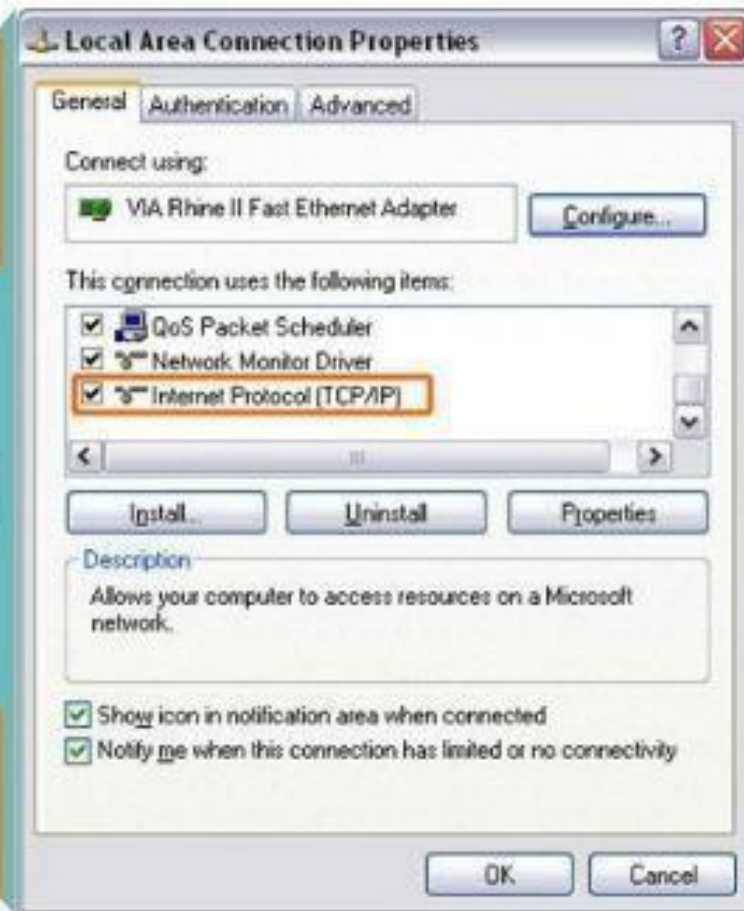 Local Area Connection Properties
General Authentication Advanced
Connect using:
VIA Rhine II Fast Ethernet Adapter Configure...
This connection uses the following items:
QoS Packet Scheduler
Network Monitor Driver
Internet Protocol (TCP/IP)
Install... Uninstall Properties
Description
Allows your computer to access resources on a Microsoft
network.
Show icon in notification area when connected
Notify me when this connection has limited or no connectivity
OK Cancel